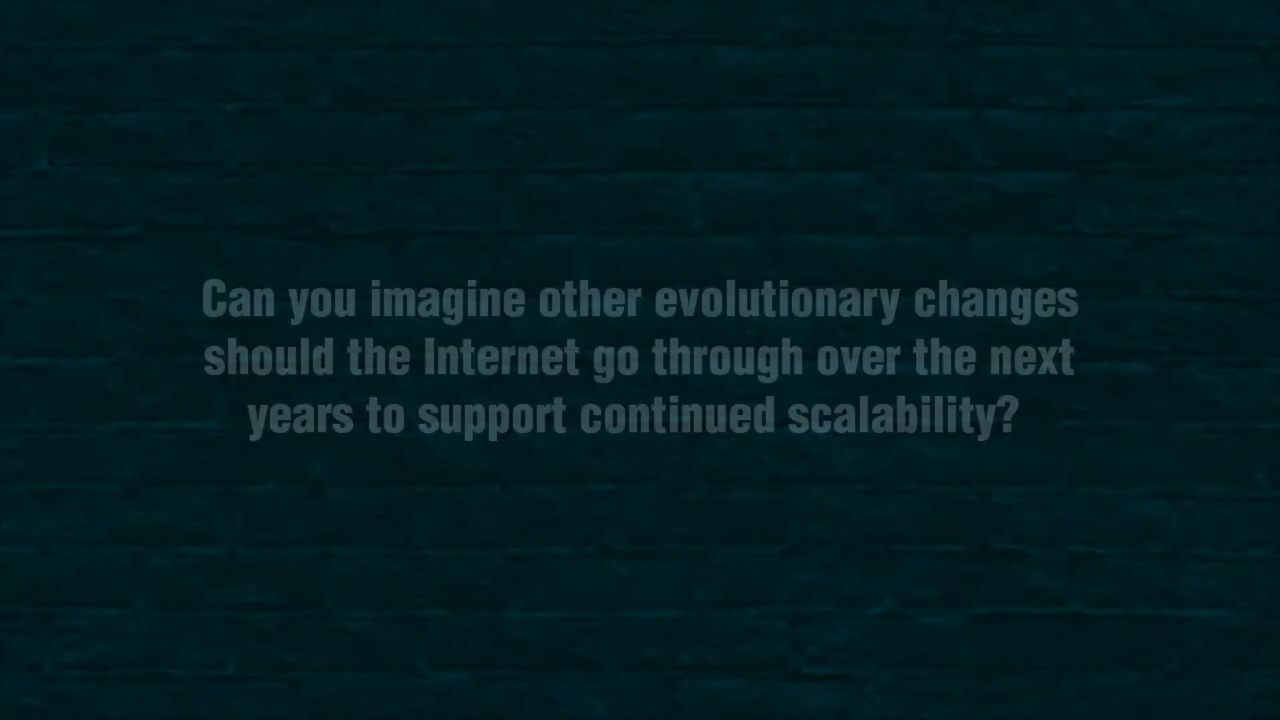 Can you imagine other evolutionary changes
should the Internet go through over the next
years to support continued scalability?